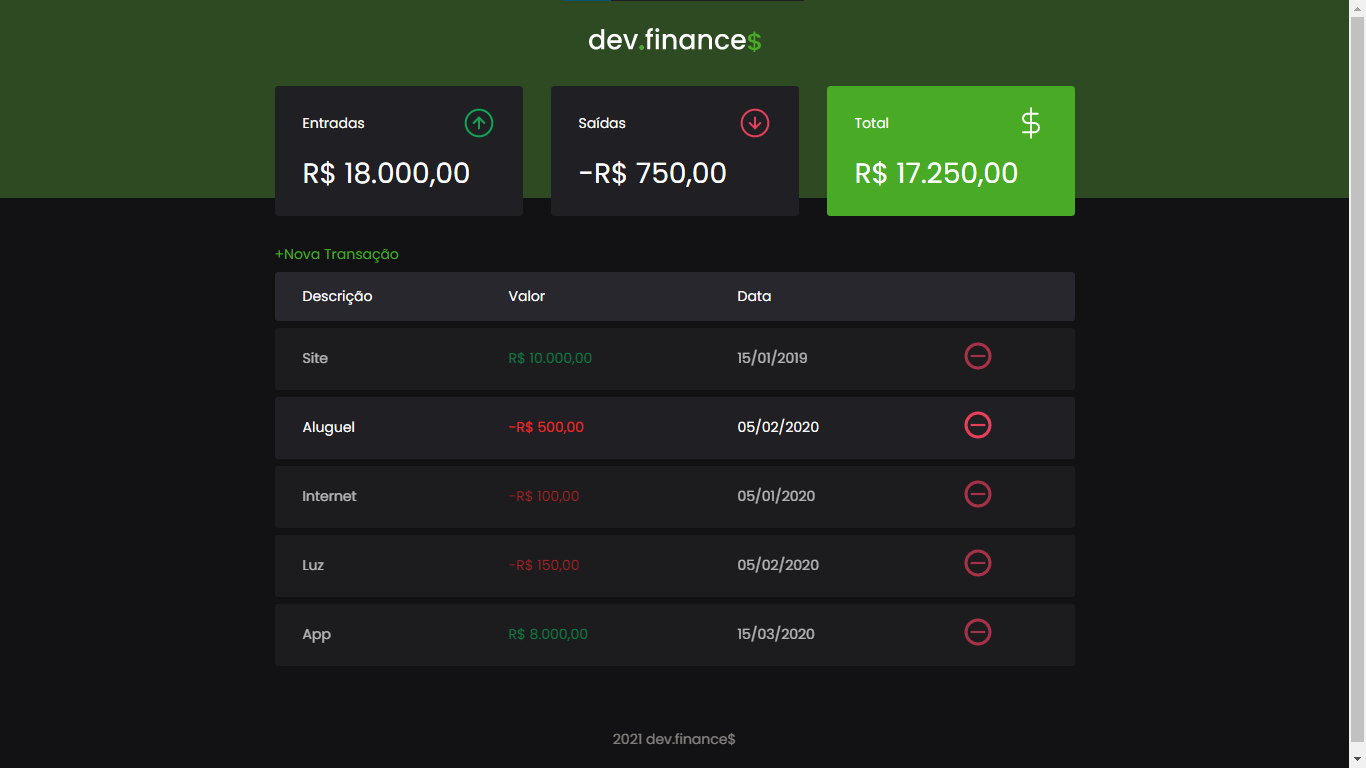 dev.finance$
Entradas
R$ 18.000,00
Saídas
-R$ 750,00
Total
$
R$ 17.250,00
+Nova Transação
Descrição Valor Data
Site R$ 10.000,00 15/01/2019
Aluguel -R$ 500,00 05/02/2020
Internet -R$ 100,00 05/01/2020
Luz -R$ 150,00 05/02/2020
App R$ 8.000,00 15/03/2020
2021 dev.finance$